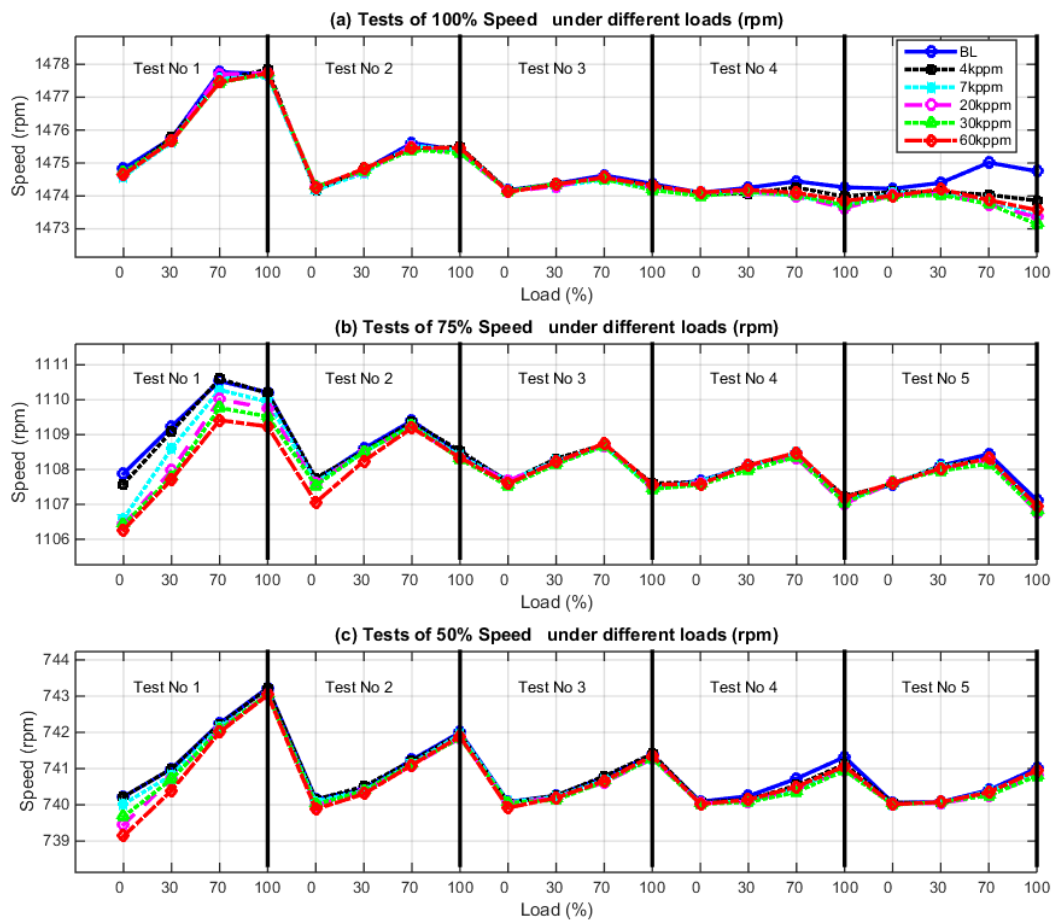 (a) Tests of 100% Speed under different loads (rpm)
Speed (rpm)
1478
1477
1476
1475
1474
1473
Test No 1
Test No 2
Test No 3
Test No 4
BL
4kppm
7kppm
20kppm
30kppm
60kppm
0 30 70 100 0 30 70 100 0 30 70 100 0 30 70 100 0 30 70 100
Load (%)
(b) Tests of 75% Speed under different loads (rpm)
Speed (rpm)
1111
1110
1109
1108
1107
1106
Test No 1
Test No 2
Test No 3
Test No 4
Test No 5
0 30 70 100 0 30 70 100 0 30 70 100 0 30 70 100 0 30 70 100
Load (%)
(c) Tests of 50% Speed under different loads (rpm)
Speed (rpm)
744
743
742
741
740
739
Test No 1
Test No 2
Test No 3
Test No 4
Test No 5
0 30 70 100 0 30 70 100 0 30 70 100 0 30 70 100 0 30 70 100
Load (%)